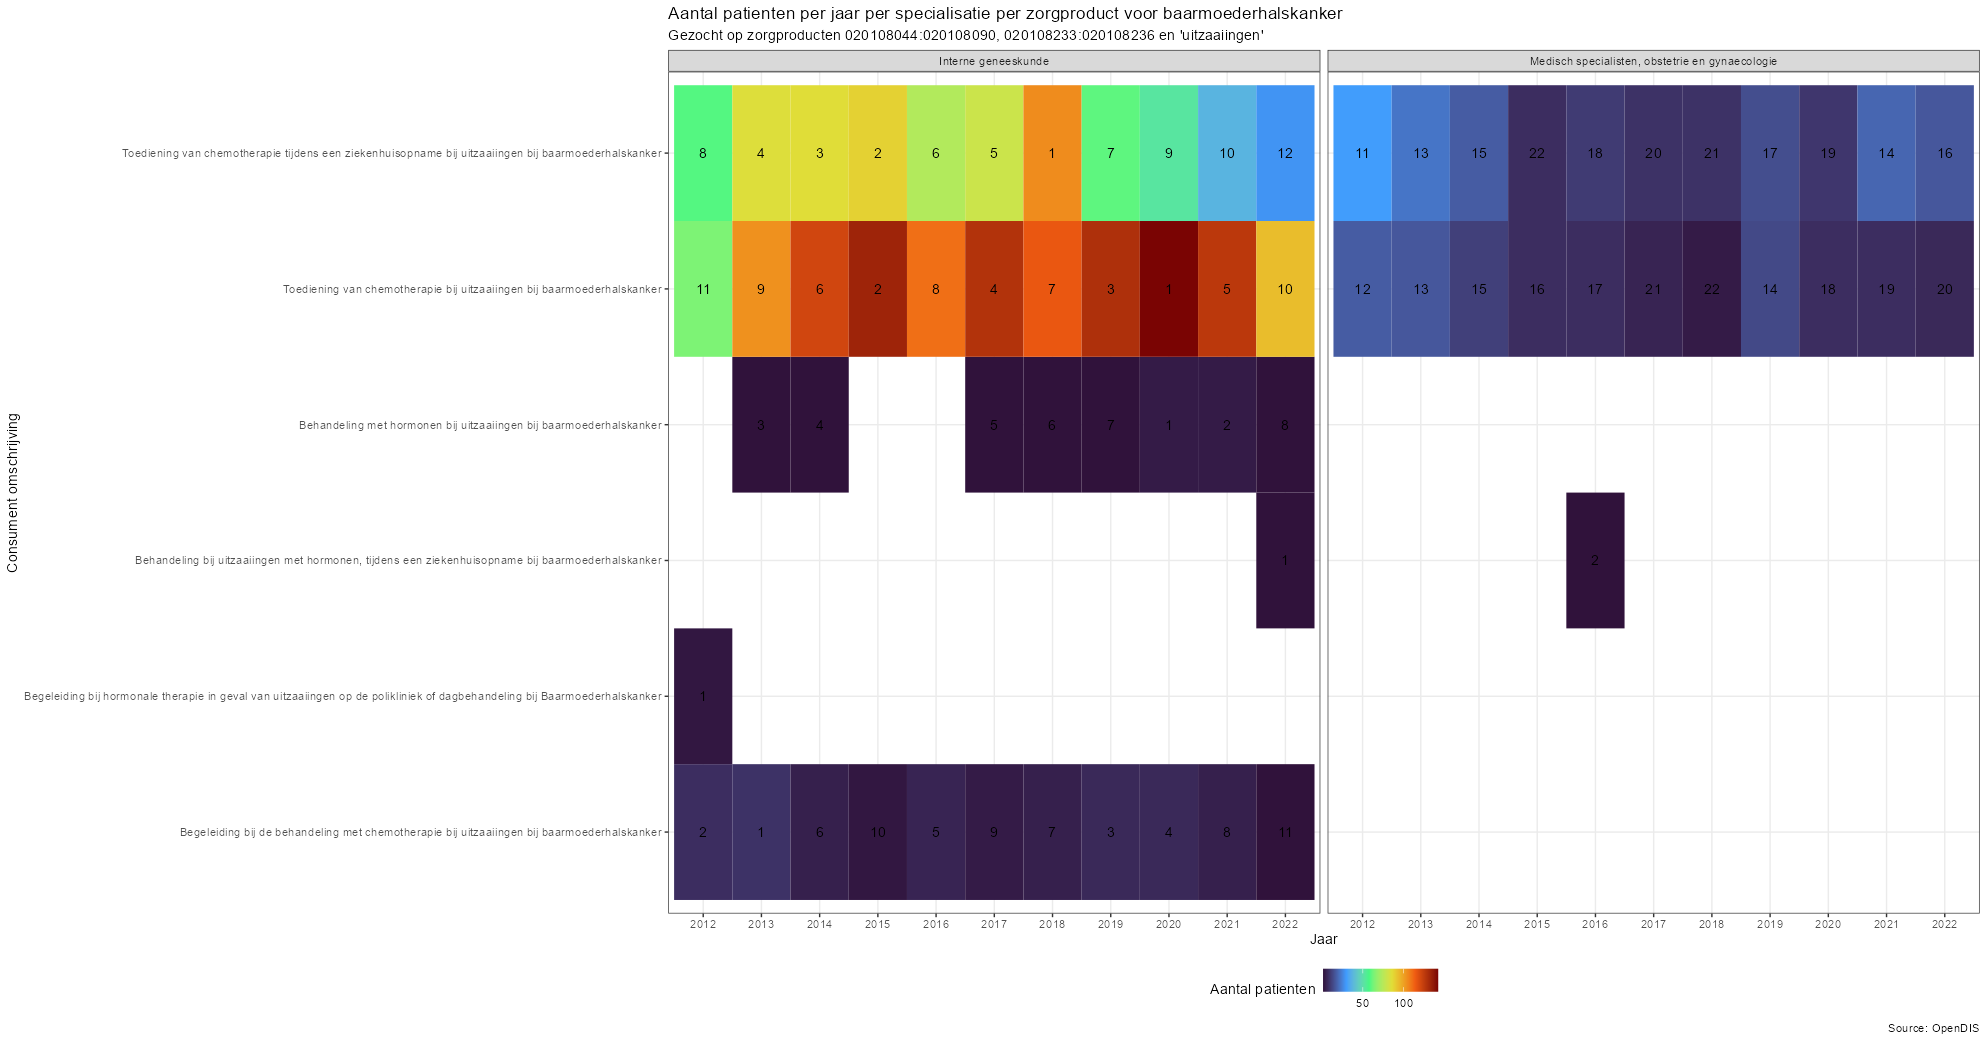 Aantal patienten per jaar per specialisatie per zorgproduct voor baarmoederhalskanker
Gezocht op zorgproducten 020108044:020108090, 020108233:020108236 en 'uitzaaiingen'
Interne geneeskunde
Medisch specialisten, obstetrie en gynaecologie
Consument omschrijving
Toediening van chemotherapie tijdens een ziekenhuisopname bij uitzaaiingen bij baarmoederhalskanker
8 4 3 2 6 5 1 7 9 10 12
11 13 15 22 18 20 21 17 19 14 16
Toediening van chemotherapie bij uitzaaiingen bij baarmoederhalskanker
11 9 6 2 8 4 7 3 1 5 10
12 13 15 16 17 21 22 14 18 19 20
Behandeling met hormonen bij uitzaaiingen bij baarmoederhalskanker
3 4 5 6 7 1 2 8
Behandeling bij uitzaaiingen met hormonen, tijdens een ziekenhuisopname bij baarmoederhalskanker
1
2
Begeleiding bij hormonale therapie in geval van uitzaaiingen op de polikliniek of dagbehandeling bij Baarmoederhalskanker
1
Begeleiding bij de behandeling met chemotherapie bij uitzaaiingen bij baarmoederhalskanker
2 1 6 10 5 9 7 3 4 8 11
2012 2013 2014 2015 2016 2017 2018 2019 2020 2021 2022
2012 2013 2014 2015 2016 2017 2018 2019 2020 2021 2022
Jaar
Aantal patienten
50 100
Source: OpenDIS